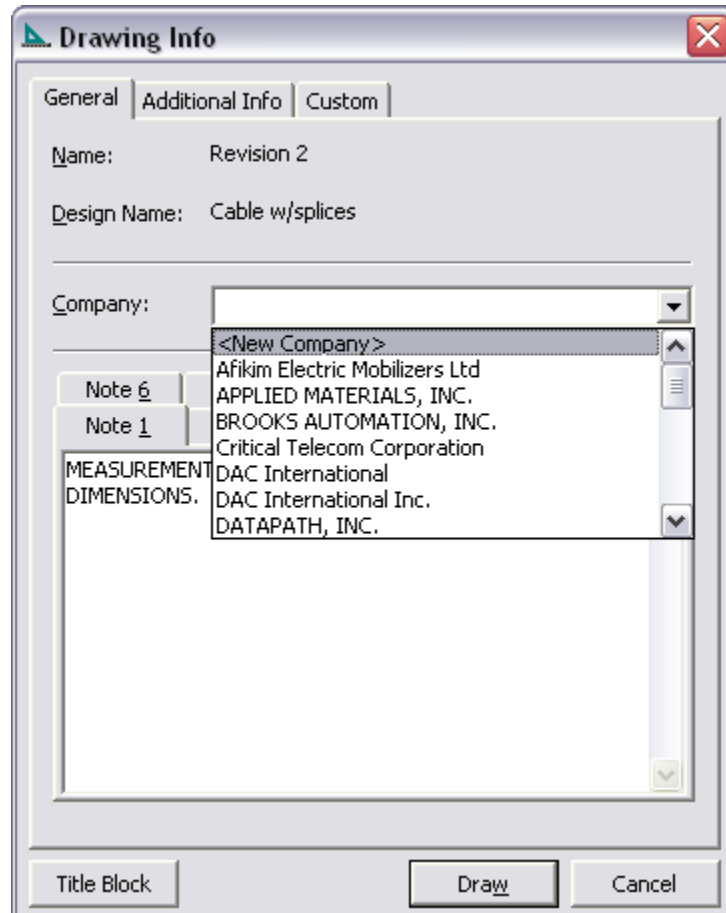 Drawing Info
General Additional Info Custom
Name: Revision 2
Design Name: Cable w/splices
Company:
<New Company>
Afikim Electric Mobilizers Ltd
APPLIED MATERIALS, INC.
BROOKS AUTOMATION, INC.
Critical Telecom Corporation
DAC International
DAC International Inc.
DATAPATH, INC.
Note 6
Note 1
MEASUREMENT
DIMENSIONS.
Title Block Draw Cancel